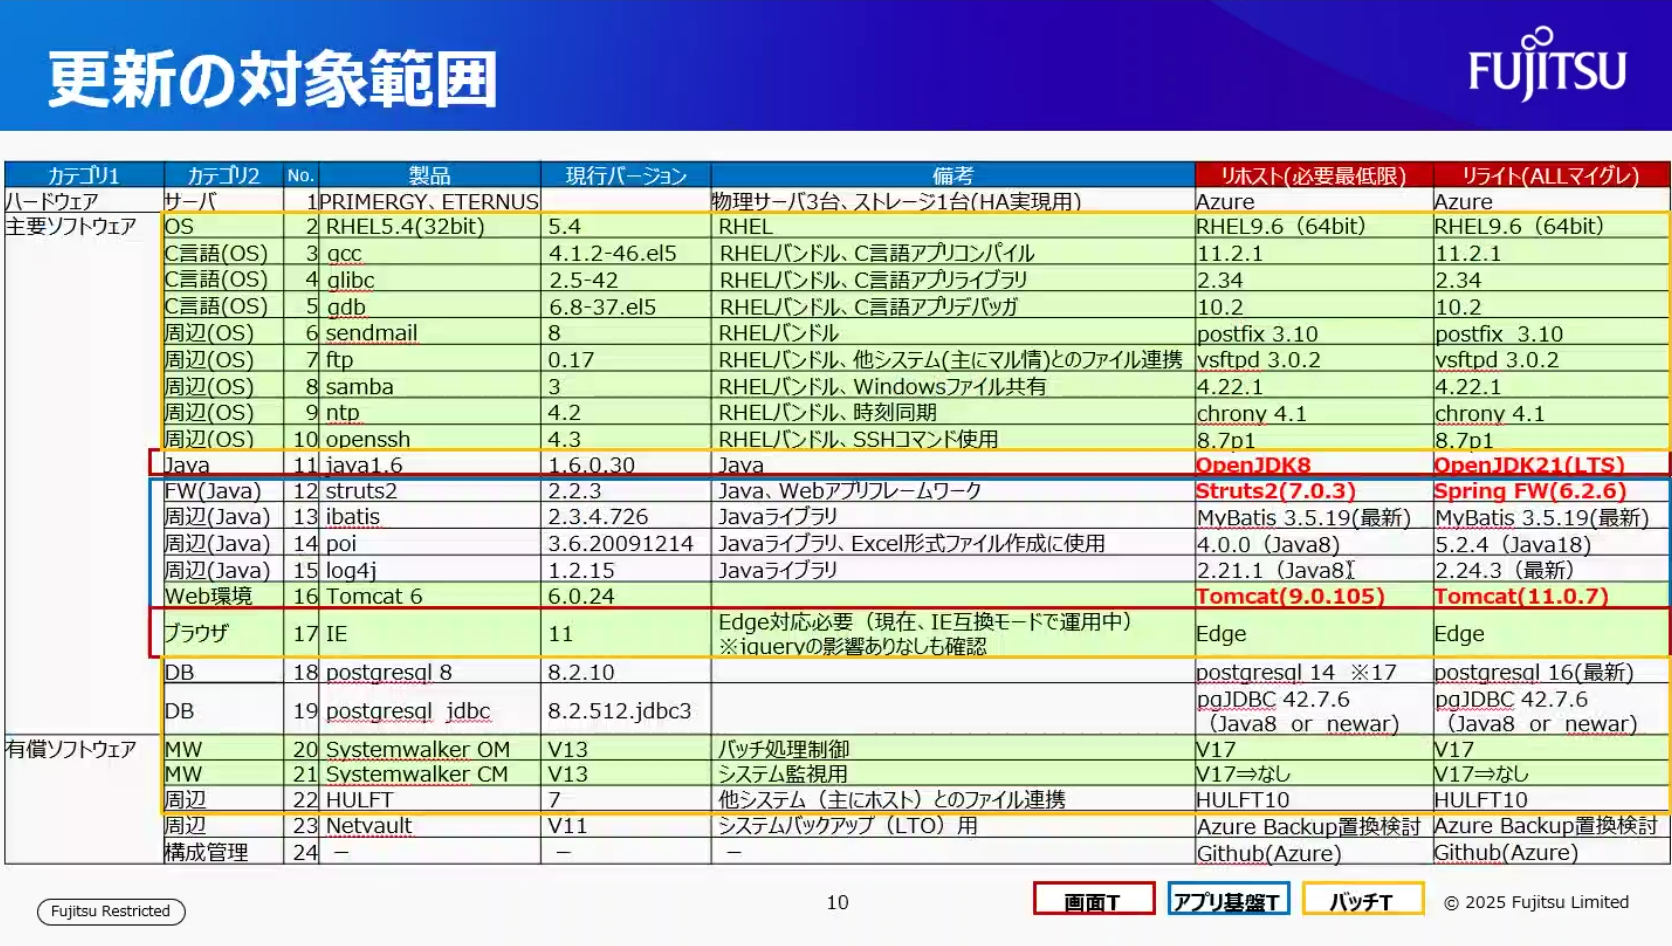 更新の対象範囲
FUJITSU
カテゴリ1 カテゴリ2 No. 製品 現行バージョン 備考 リホスト(必要最低限) リライト(ALLマイグレ)
ハードウェア サーバ 1 PRIMERGY、ETERNUS 物理サーバ3台、ストレージ1台(HA実現用) Azure Azure
主要ソフトウェア OS 2 RHEL5.4(32bit) 5.4 RHEL RHEL9.6（64bit） RHEL9.6（64bit）
C言語(OS) 3 gcc 4.1.2-46.el5 RHELバンドル、C言語アプリコンパイル 11.2.1 11.2.1
C言語(OS) 4 glibc 2.5-42 RHELバンドル、C言語アプリライブラリ 2.34 2.34
C言語(OS) 5 gdb 6.8-37.el5 RHELバンドル、C言語アプリデバッガ 10.2 10.2
周辺(OS) 6 sendmail 8 RHELバンドル postfix 3.10 postfix 3.10
周辺(OS) 7 ftp 0.17 RHELバンドル、他システム(主にマル情)とのファイル連携 vsftpd 3.0.2 vsftpd 3.0.2
周辺(OS) 8 samba 3 RHELバンドル、Windowsファイル共有 4.22.1 4.22.1
周辺(OS) 9 ntp 4.2 RHELバンドル、時刻同期 chrony 4.1 chrony 4.1
周辺(OS) 10 openssh 4.3 RHELバンドル、SSHコマンド使用 8.7p1 8.7p1
Java 11 java1.6 1.6.0.30 Java OpenJDK8 OpenJDK21(LTS)
FW(Java) 12 struts2 2.2.3 Java、Webアプリフレームワーク Struts2(7.0.3) Spring FW(6.2.6)
周辺(Java) 13 ibatis 2.3.4.726 Javaライブラリ MyBatis 3.5.19(最新) MyBatis 3.5.19(最新)
周辺(Java) 14 poi 3.6.20091214 Javaライブラリ、Excel形式ファイル作成に使用 4.0.0（Java8） 5.2.4（Java18）
周辺(Java) 15 log4j 1.2.15 Javaライブラリ 2.21.1（Java8） 2.24.3（最新）
Web環境 16 Tomcat 6 6.0.24 Tomcat(9.0.105) Tomcat(11.0.7)
ブラウザ 17 IE 11 Edge対応必要（現在、IE互換モードで運用中） Edge Edge
※jqueryの影響ありなしも確認
DB 18 postgresql 8 8.2.10 postgresql 14 ※17 postgresql 16(最新)
DB 19 postgresql jdbc 8.2.512.jdbc3 pgJDBC 42.7.6 pgJDBC 42.7.6
（Java8 or newar） （Java8 or newar）
有償ソフトウェア MW 20 Systemwalker OM V13 バッチ処理制御 V17 V17
MW 21 Systemwalker CM V13 システム監視用 V17⇒なし V17⇒なし
周辺 22 HULFT 7 他システム（主にホスト）とのファイル連携 HULFT10 HULFT10
周辺 23 Netvault V11 システムバックアップ（LTO）用 Azure Backup置換検討 Azure Backup置換検討
構成管理 24 － － － Github(Azure) Github(Azure)
Fujitsu Restricted 10 画面T アプリ基盤T バッチT © 2025 Fujitsu Limited